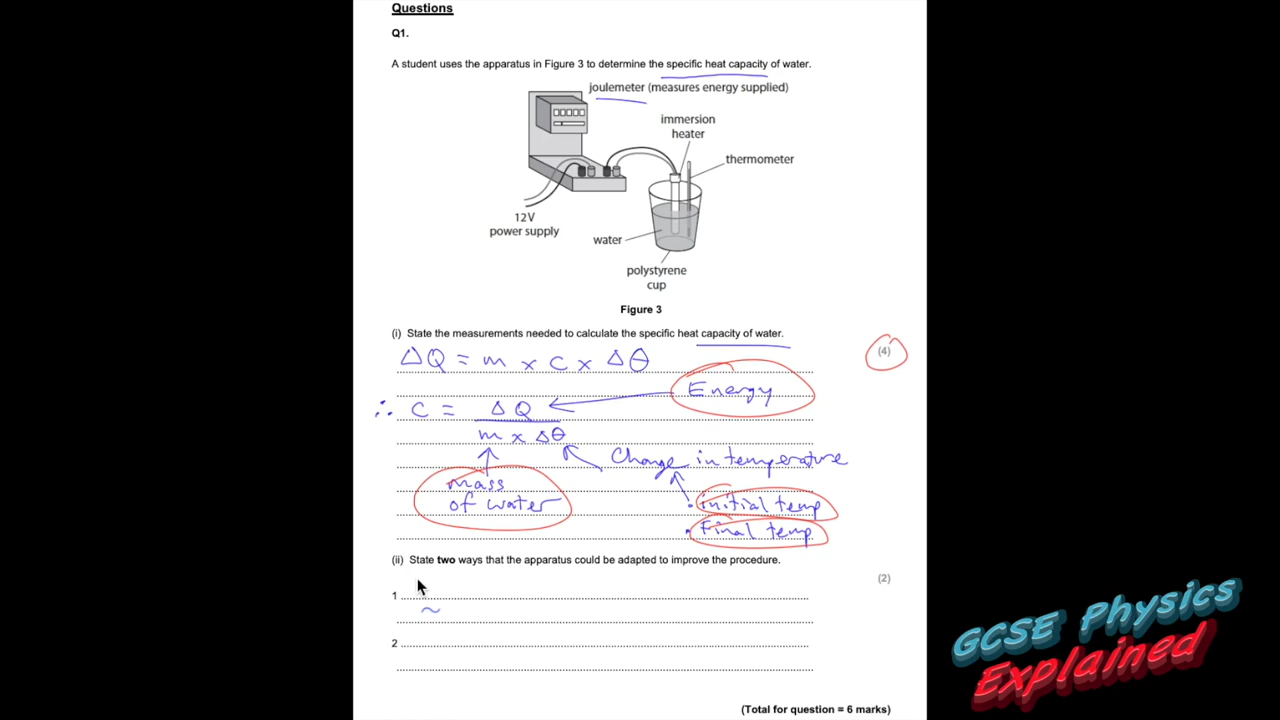 Questions
Q1.
A student uses the apparatus in Figure 3 to determine the specific heat capacity of water.
joulemeter (measures energy supplied)
immersion
heater
thermometer
12V
power supply
water
polystyrene
cup
Figure 3
(i) State the measurements needed to calculate the specific heat capacity of water.
(4)
ΔQ = m x c x Δθ
Energy
∴ c = ΔQ
m x Δθ
Change in temperature
mass
of water
• initial temp
• Final temp
(ii) State two ways that the apparatus could be adapted to improve the procedure.
(2)
1
2
(Total for question = 6 marks)
GCSE Physics
Explained